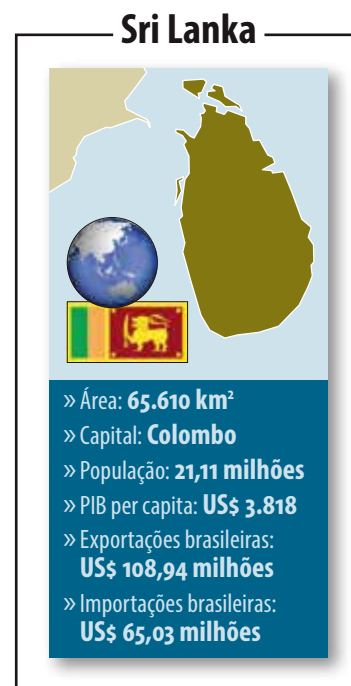 Sri Lanka
» Área: 65.610 km²
» Capital: Colombo
» População: 21,11 milhões
» PIB per capita: US$ 3.818
» Exportações brasileiras:
US$ 108,94 milhões
» Importações brasileiras:
US$ 65,03 milhões